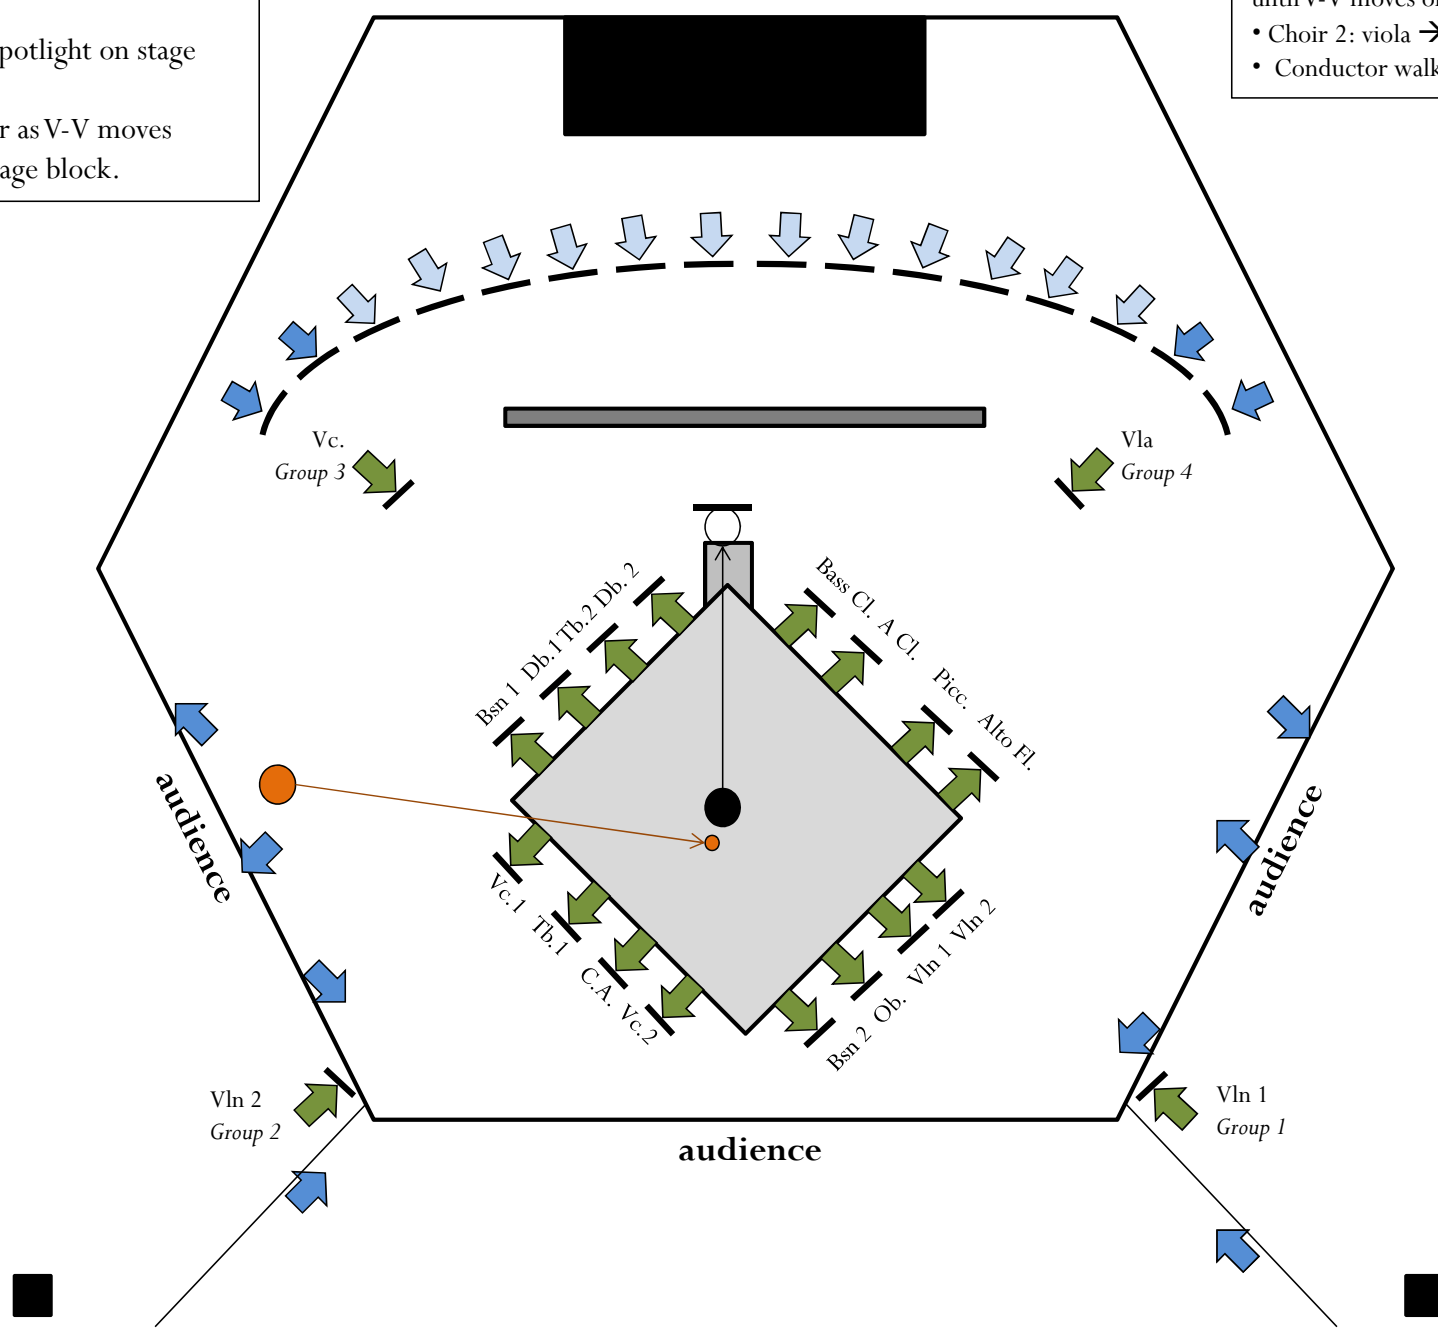 potlight on stage
r as V-V moves
age block.
until V-V moves o
• Choir 2: viola →
• Conductor walk
Vc.
Group 3
Vla
Group 4
Bsn 1 Db.1 Tb.2 Db. 2
Bass Cl. A Cl. Picc. Alto Fl.
audience
audience
Vc.1 Tb.1 C.A. Vc.2
Bsn 2 Ob. Vln 1 Vln 2
Vln 2
Group 2
Vln 1
Group 1
audience